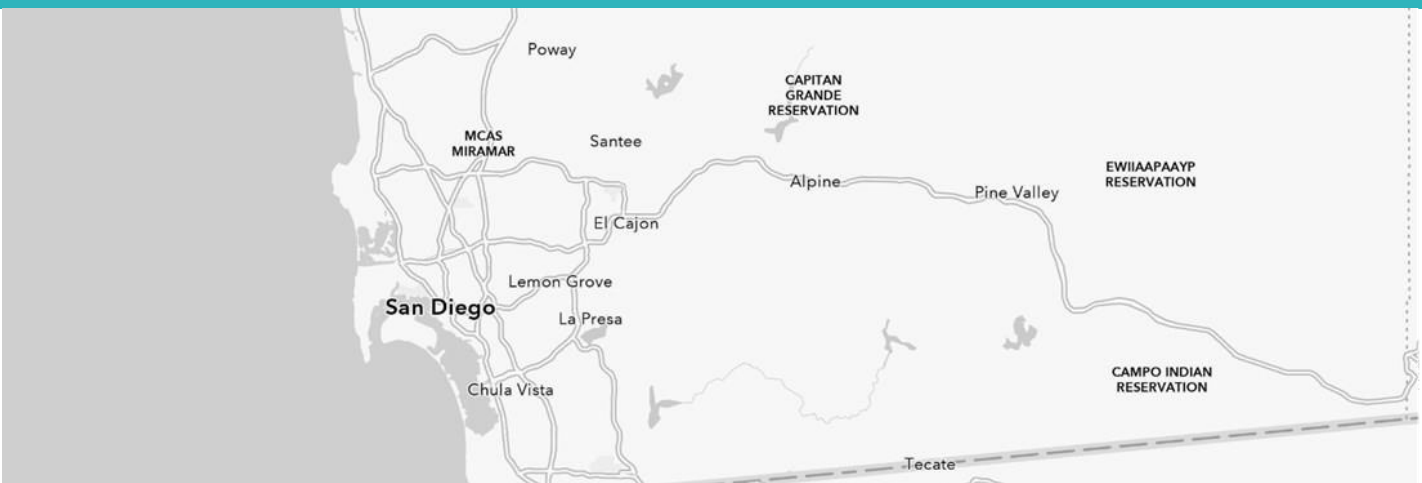 Poway
CAPITAN
GRANDE
RESERVATION
MCAS
MIRAMAR
Santee
EWIIAAPAAYP
RESERVATION
Alpine
Pine Valley
El Cajon
Lemon Grove
San Diego
La Presa
CAMPO INDIAN
RESERVATION
Chula Vista
Tecate